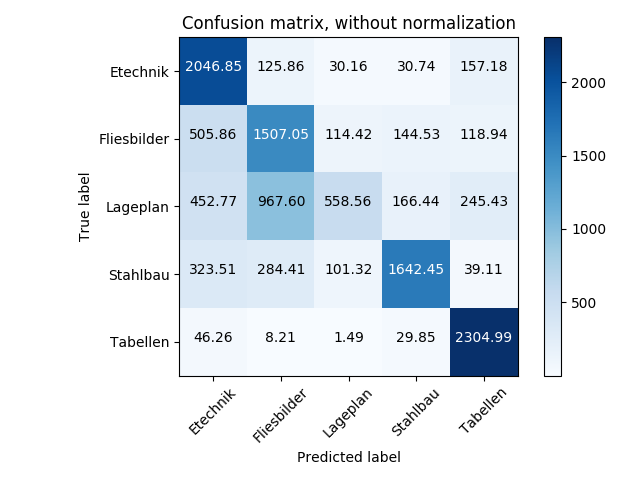 Confusion matrix, without normalization
True label
Etechnik 2046.85 125.86 30.16 30.74 157.18
Fliesbilder 505.86 1507.05 114.42 144.53 118.94
Lageplan 452.77 967.60 558.56 166.44 245.43
Stahlbau 323.51 284.41 101.32 1642.45 39.11
Tabellen 46.26 8.21 1.49 29.85 2304.99
Etechnik Fliesbilder Lageplan Stahlbau Tabellen
Predicted label
2000
1500
1000
500